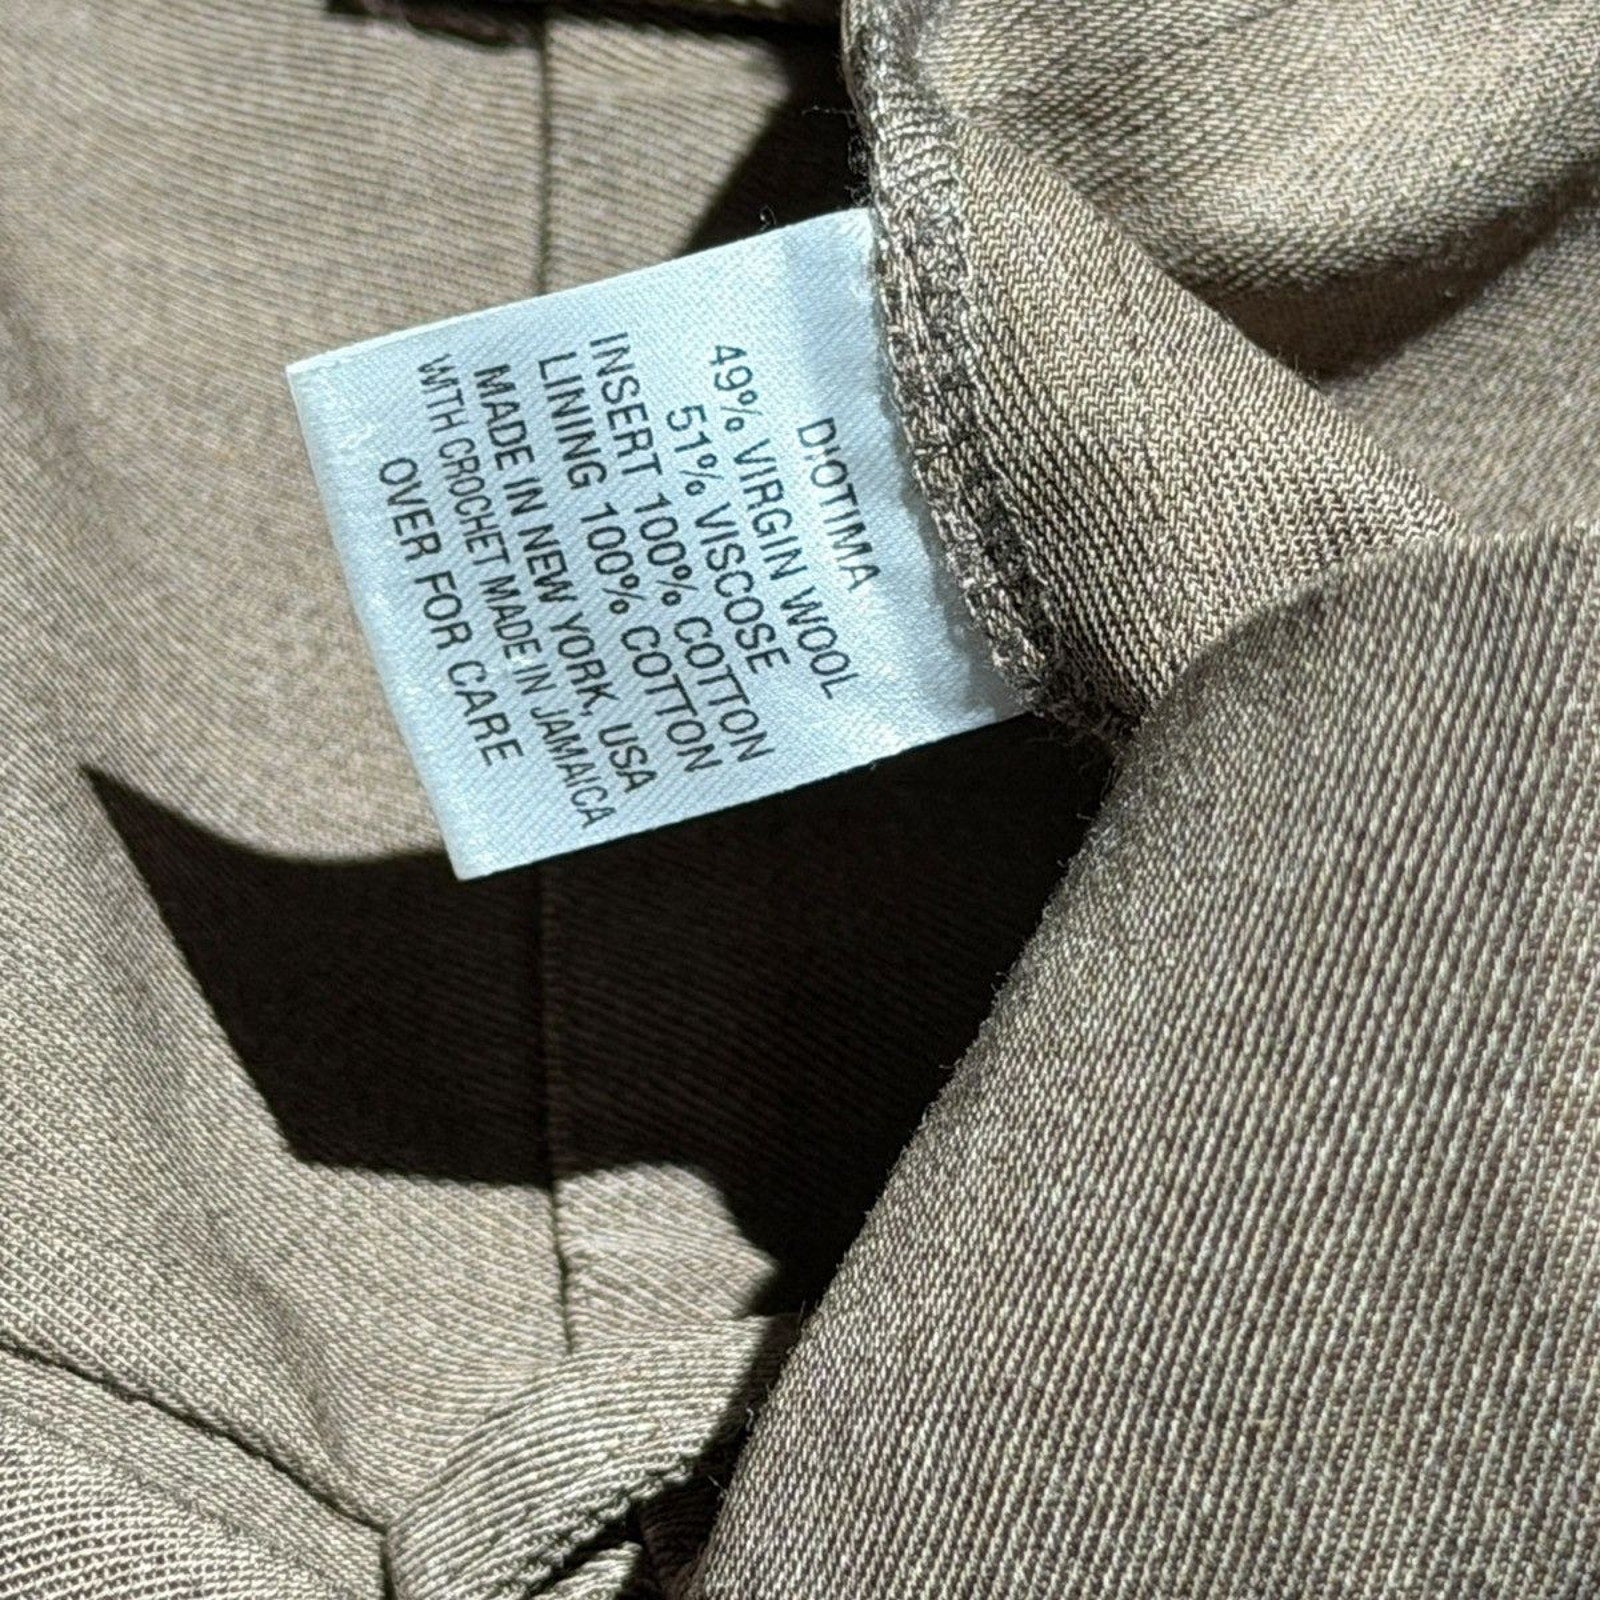 DIOTIMA
49% VIRGIN WOOL
51% VISCOSE
INSERT 100% COTTON
LINING 100% COTTON
MADE IN NEW YORK, USA
WTH CROCHET MADE IN JAMAICA
OVER FOR CARE